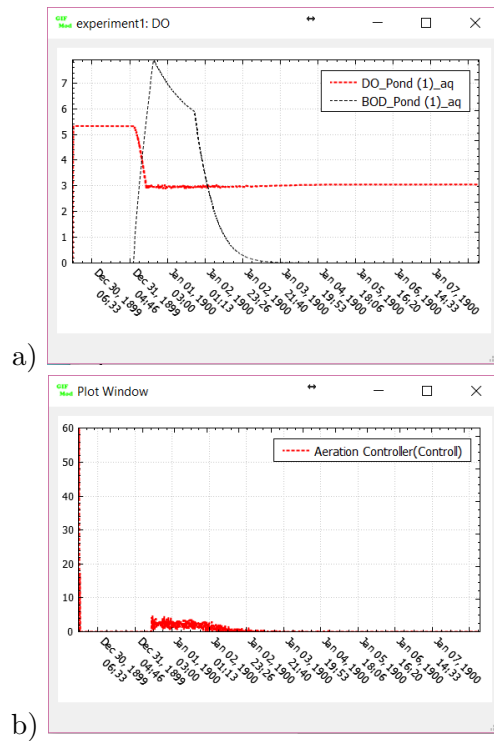 GIF
Mod
experiment1: DO
DO_Pond (1)_aq
BOD_Pond (1)_aq
7
6
5
4
3
2
1
0
Dec 30, 1899
06:33
Dec 31, 1899
04:46
Jan 01, 1900
03:00
Jan 02, 1900
01:13
Jan 02, 1900
23:26
Jan 03, 1900
21:40
Jan 04, 1900
19:53
Jan 05, 1900
18:06
Jan 06, 1900
16:20
Jan 07, 1900
14:33
a)
GIF
Mod
Plot Window
Aeration Controller(Controll)
60
50
40
30
20
10
0
Dec 30, 1899
06:33
Dec 31, 1899
04:46
Jan 01, 1900
03:00
Jan 02, 1900
01:13
Jan 02, 1900
23:26
Jan 03, 1900
21:40
Jan 04, 1900
19:53
Jan 05, 1900
18:06
Jan 06, 1900
16:20
Jan 07, 1900
14:33
b)